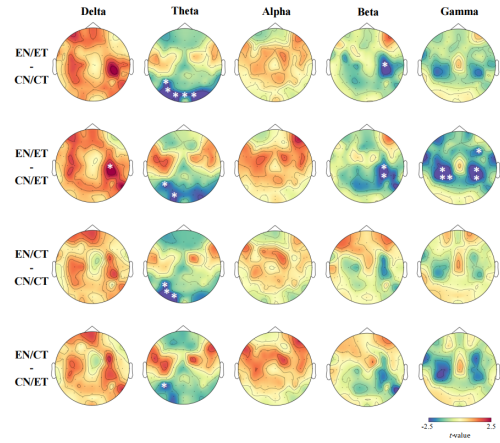 Delta Theta Alpha Beta Gamma
EN/ET
-
CN/CT
EN/ET
-
CN/ET
EN/CT
-
CN/CT
EN/CT
-
CN/ET
-2.5 2.5
t-value